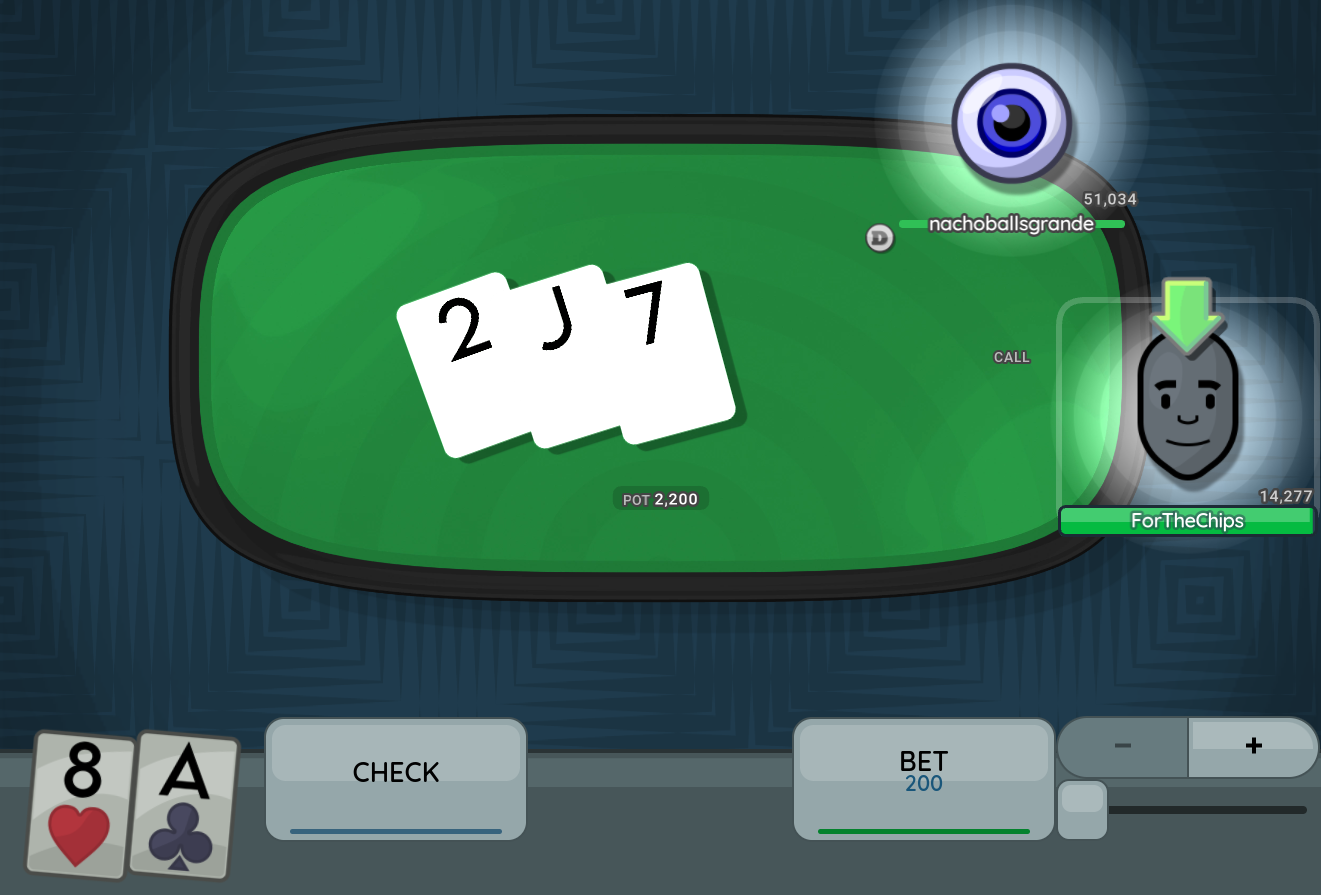 51,034
nachoballsgrande
D
2 J 7
CALL
POT 2,200
14,277
ForTheChips
8 A
CHECK
BET
200
- +